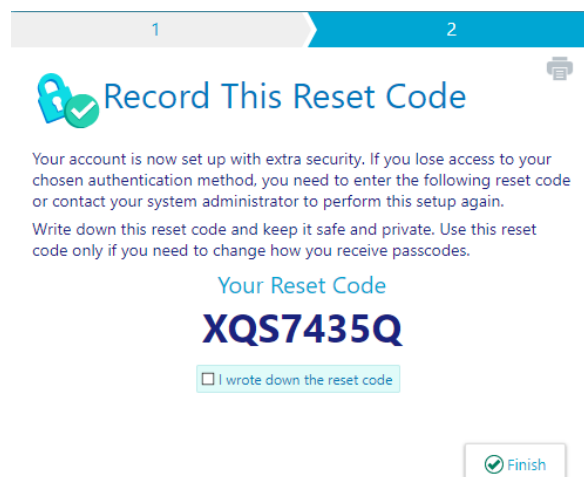 1
2
Record This Reset Code
Your account is now set up with extra security. If you lose access to your
chosen authentication method, you need to enter the following reset code
or contact your system administrator to perform this setup again.
Write down this reset code and keep it safe and private. Use this reset
code only if you need to change how you receive passcodes.
Your Reset Code
XQS7435Q
I wrote down the reset code
Finish